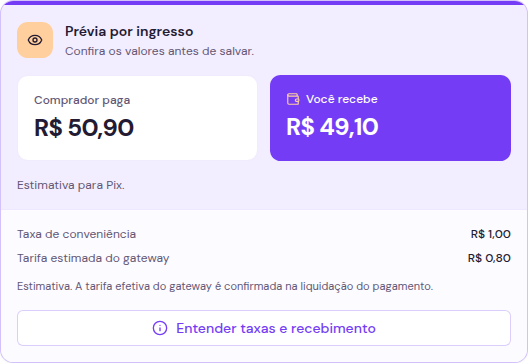 Prévia por ingresso
Confira os valores antes de salvar.
Comprador paga
R$ 50,90
Você recebe
R$ 49,10
Estimativa para Pix.
Taxa de conveniência
R$ 1,00
Tarifa estimada do gateway
R$ 0,80
Estimativa. A tarifa efetiva do gateway é confirmada na liquidação do pagamento.
Entender taxas e recebimento